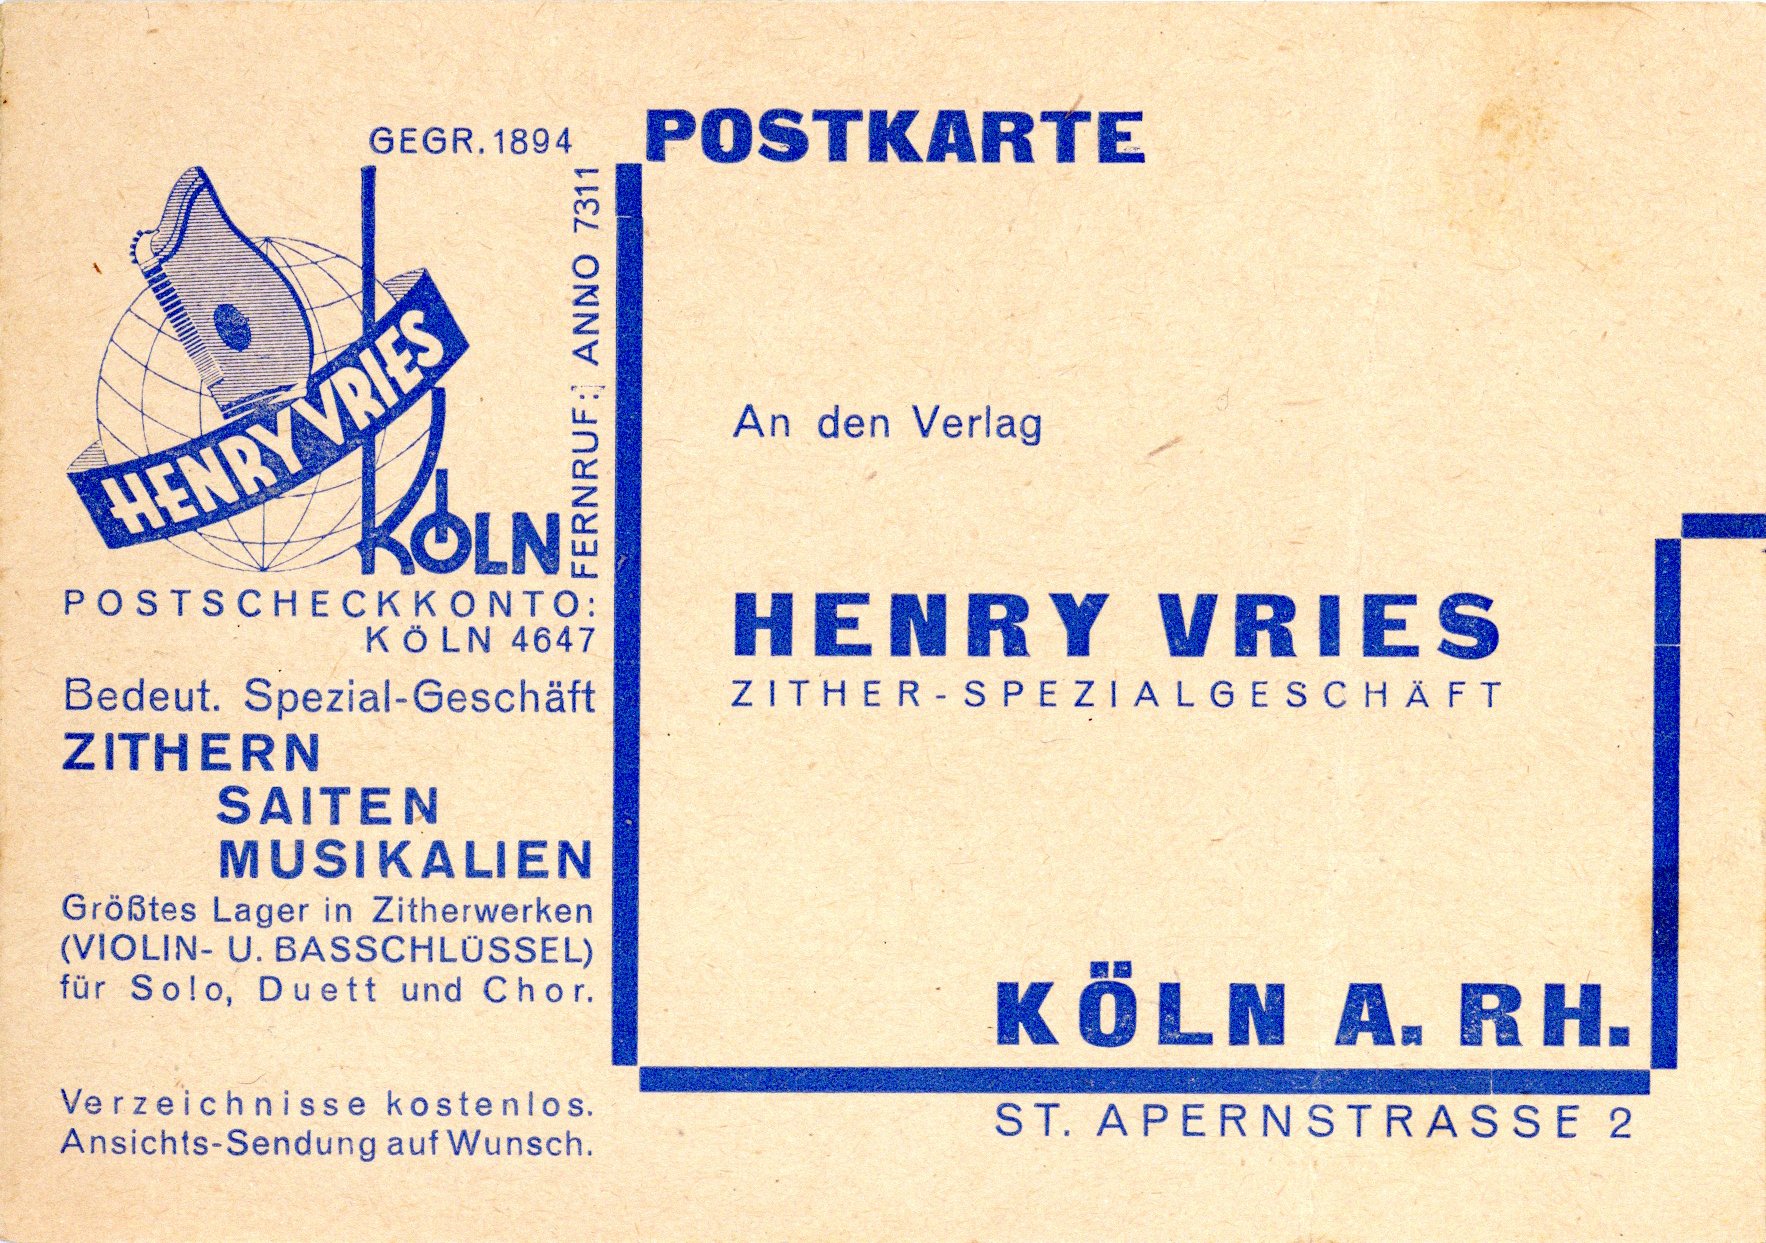 GEGR. 1894
HENRY VRIES
KÖLN
FERNRUF: ANNO 7311
POSTSCHECKKONTO:
KÖLN 4647
Bedeut. Spezial-Geschäft
ZITHERN
SAITEN
MUSIKALIEN
Größtes Lager in Zitherwerken
(VIOLIN- U. BASSCHLÜSSEL)
für Solo, Duett und Chor.
Verzeichnisse kostenlos.
Ansichts-Sendung auf Wunsch.
POSTKARTE
An den Verlag
HENRY VRIES
ZITHER-SPEZIALGESCHÄFT
KÖLN A. RH.
ST. APERNSTRASSE 2